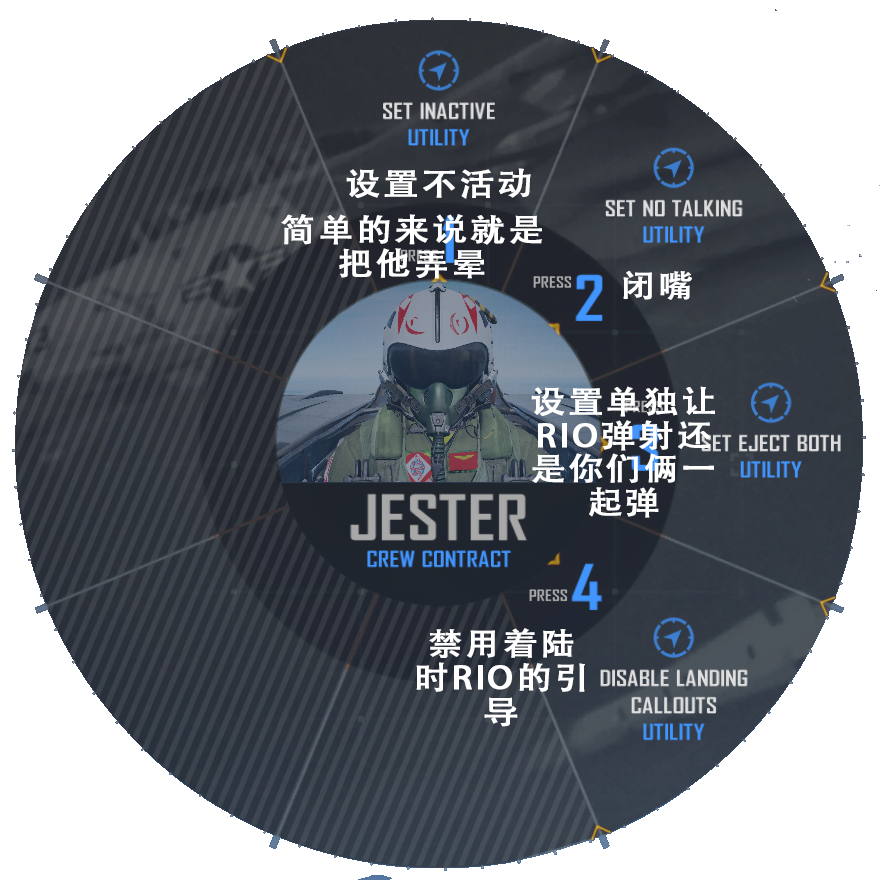 SET INACTIVE
UTILITY
设置不活动
简单的来说就是
把他弄晕
PRESS 1
SET NO TALKING
UTILITY
PRESS 2
闭嘴
设置单独让
RIO弹射还
是你们俩一
起弹
3
SET EJECT BOTH
UTILITY
JESTER
CREW CONTRACT
PRESS 4
禁用着陆
时RIO的引
导
DISABLE LANDING
CALLOUTS
UTILITY